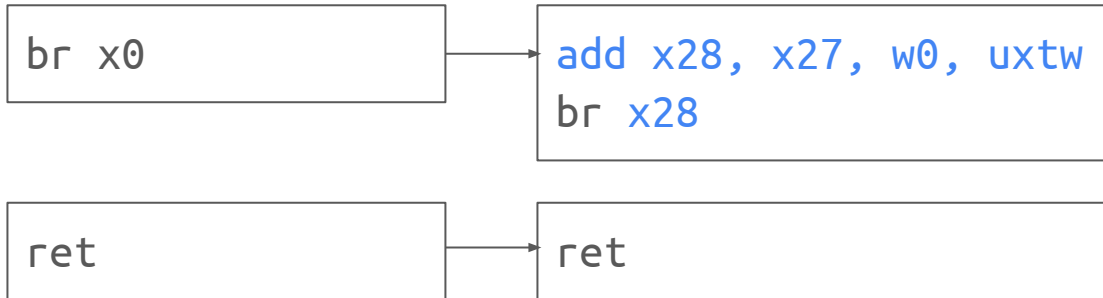 br x0
add x28, x27, w0, uxtw
br x28
ret
ret